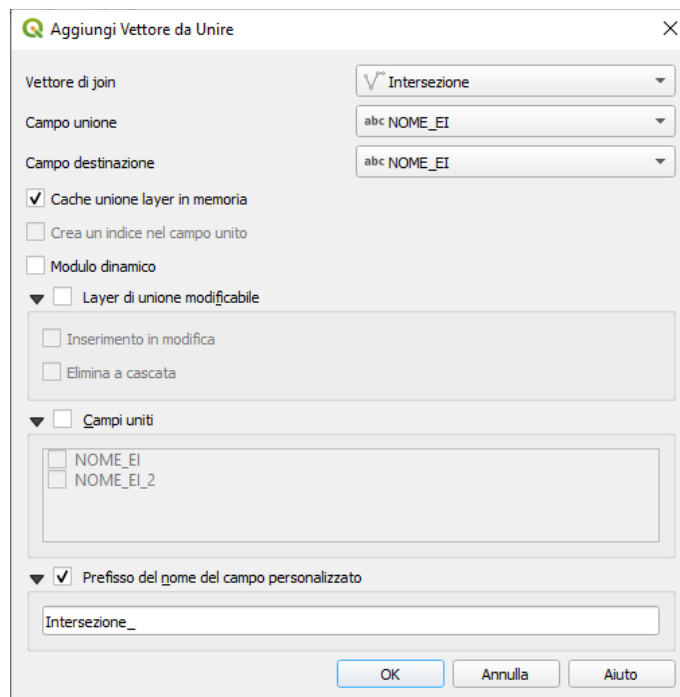 Aggiungi Vettore da Unire
Vettore di join Intersezione
Campo unione abc NOME_EI
Campo destinazione abc NOME_EI
Cache unione layer in memoria
Crea un indice nel campo unito
Modulo dinamico
Layer di unione modificabile
Inserimento in modifica
Elimina a cascata
Campi uniti
NOME_EI
NOME_EI_2
Prefisso del nome del campo personalizzato
Intersezione_
OK Annulla Aiuto